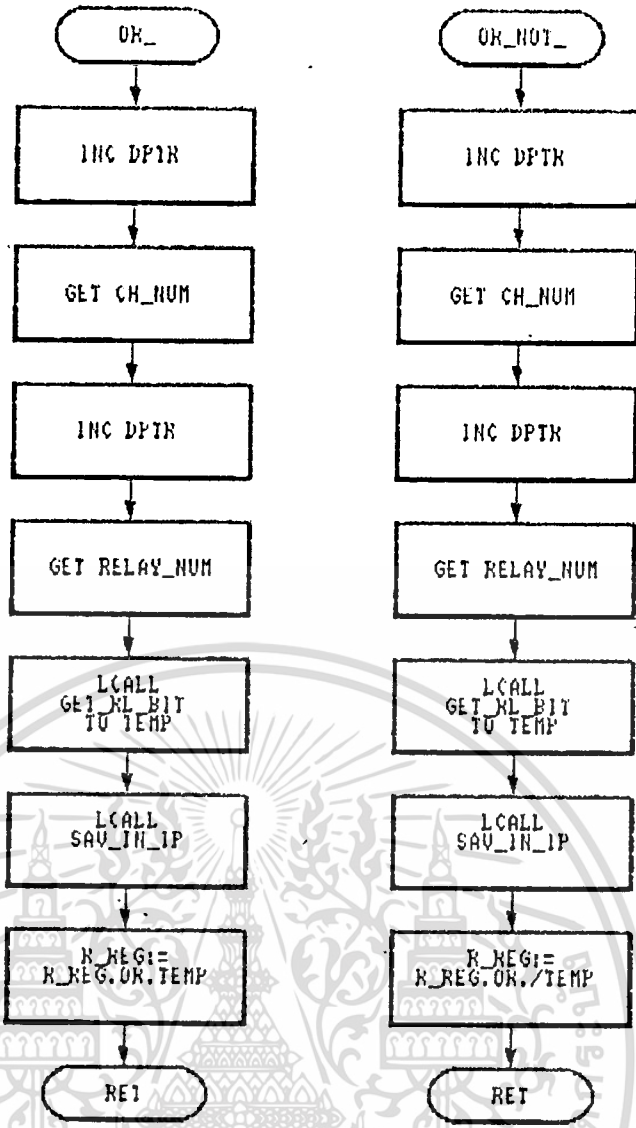 OR_
INC DPTR
GET CH_NUM
INC DPTR
GET RELAY_NUM
LCALL
GET_RL_BIT
TO TEMP
LCALL
SAV_IN_IP
R_REG:=
R_REG.OR.TEMP
RET
OR_NOT_
INC DPTR
GET CH_NUM
INC DPTR
GET RELAY_NUM
LCALL
GET_RL_BIT
TO TEMP
LCALL
SAV_IN_IP
R_REG:=
R_REG.OR./TEMP
RET